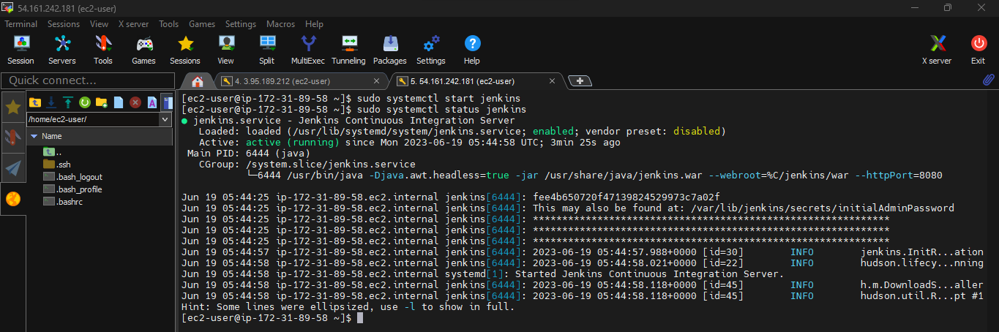 54.161.242.181 (ec2-user)
Terminal Sessions View X server Tools Games Settings Macros Help
Session Servers Tools Games Sessions View Split MultiExec Tunneling Packages Settings Help X server Exit
Quick connect...
4. 3.95.189.212 (ec2-user)
5. 54.161.242.181 (ec2-user)
/home/ec2-user/
Name
..
.ssh
.bash_logout
.bash_profile
.bashrc
[ec2-user@ip-172-31-89-58 ~]$ sudo systemctl start jenkins
[ec2-user@ip-172-31-89-58 ~]$ sudo systemctl status jenkins
● jenkins.service - Jenkins Continuous Integration Server
Loaded: loaded (/usr/lib/systemd/system/jenkins.service; enabled; vendor preset: disabled)
Active: active (running) since Mon 2023-06-19 05:44:58 UTC; 3min 25s ago
Main PID: 6444 (java)
CGroup: /system.slice/jenkins.service
└─6444 /usr/bin/java -Djava.awt.headless=true -jar /usr/share/java/jenkins.war --webroot=%C/jenkins/war --httpPort=8080
Jun 19 05:44:25 ip-172-31-89-58.ec2.internal jenkins[6444]: fee4b650720f47139824529973c7a02f
Jun 19 05:44:25 ip-172-31-89-58.ec2.internal jenkins[6444]: This may also be found at: /var/lib/jenkins/secrets/initialAdminPassword
Jun 19 05:44:25 ip-172-31-89-58.ec2.internal jenkins[6444]: *************************************************************
Jun 19 05:44:25 ip-172-31-89-58.ec2.internal jenkins[6444]: *************************************************************
Jun 19 05:44:25 ip-172-31-89-58.ec2.internal jenkins[6444]: *************************************************************
Jun 19 05:44:57 ip-172-31-89-58.ec2.internal jenkins[6444]: 2023-06-19 05:44:57.988+0000 [id=30] INFO jenkins.InitR...ation
Jun 19 05:44:58 ip-172-31-89-58.ec2.internal jenkins[6444]: 2023-06-19 05:44:58.021+0000 [id=22] INFO hudson.lifecy...nning
Jun 19 05:44:58 ip-172-31-89-58.ec2.internal systemd[1]: Started Jenkins Continuous Integration Server.
Jun 19 05:44:58 ip-172-31-89-58.ec2.internal jenkins[6444]: 2023-06-19 05:44:58.118+0000 [id=45] INFO h.m.DownloadS...aller
Jun 19 05:44:58 ip-172-31-89-58.ec2.internal jenkins[6444]: 2023-06-19 05:44:58.118+0000 [id=45] INFO hudson.util.R...pt #1
Hint: Some lines were ellipsized, use -l to show in full.
[ec2-user@ip-172-31-89-58 ~]$